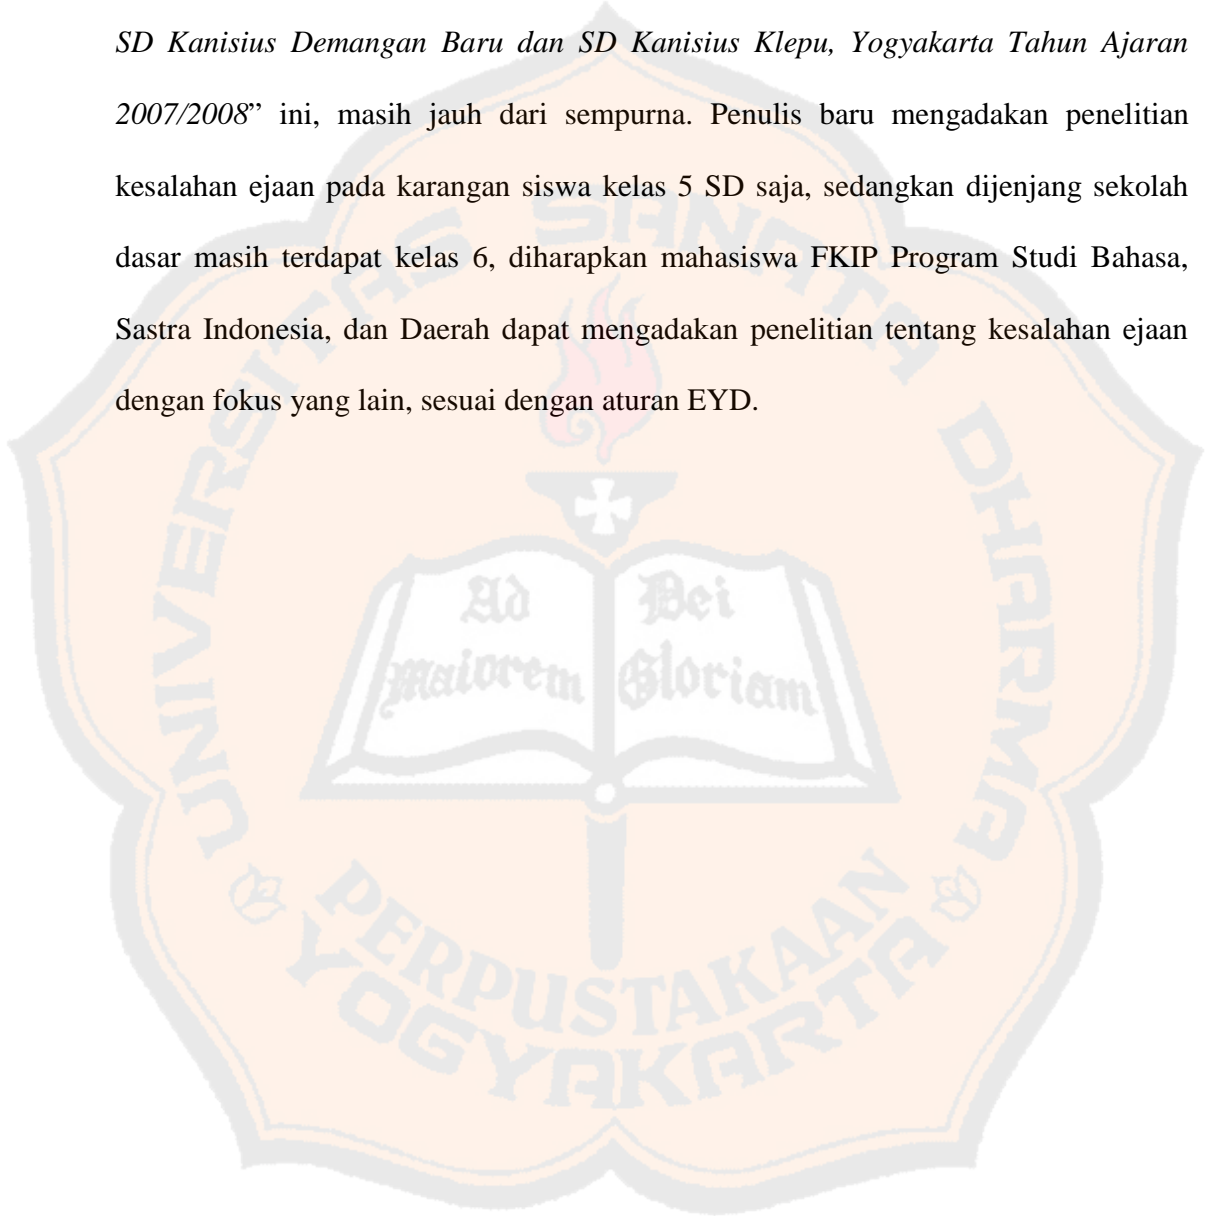 SD Kanisius Demangan Baru dan SD Kanisius Klepu, Yogyakarta Tahun Ajaran
2007/2008” ini, masih jauh dari sempurna. Penulis baru mengadakan penelitian
kesalahan ejaan pada karangan siswa kelas 5 SD saja, sedangkan dijenjang sekolah
dasar masih terdapat kelas 6, diharapkan mahasiswa FKIP Program Studi Bahasa,
Sastra Indonesia, dan Daerah dapat mengadakan penelitian tentang kesalahan ejaan
dengan fokus yang lain, sesuai dengan aturan EYD.
UNIVERSITAS SANATA DHARMA
Ad Dei
maiorem Gloriam
PERPUSTAKAAN
YOGYAKARTA